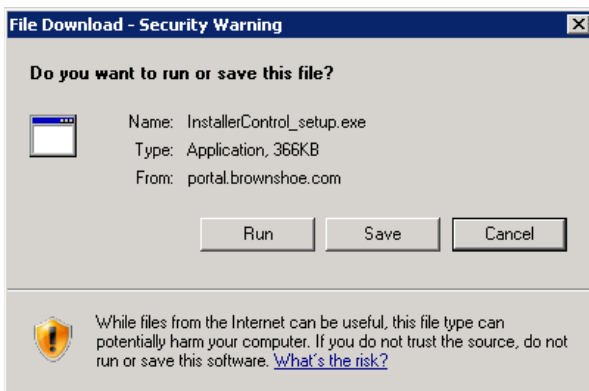 File Download - Security Warning
Do you want to run or save this file?
Name: InstallerControl_setup.exe
Type: Application, 366KB
From: portal.brownshoe.com
Run Save Cancel
While files from the Internet can be useful, this file type can
potentially harm your computer. If you do not trust the source, do not
run or save this software. What's the risk?